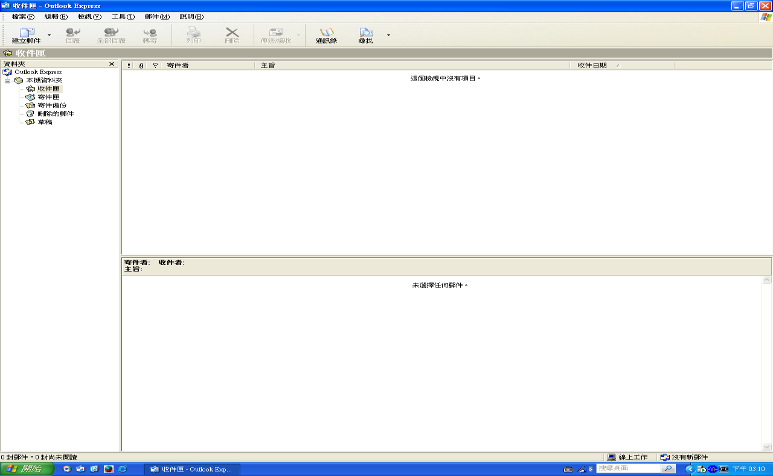 收件匣 - Outlook Express
檔案(F) 編輯(E) 檢視(V) 工具(T) 郵件(M) 說明(H)
建立郵件 回覆 全部回覆 轉寄 列印 刪除 傳送/接收 通訊錄 尋找
收件匣
資料夾
Outlook Express
本機資料夾
收件匣
寄件匣
寄件備份
刪除的郵件
草稿
寄件者 主旨 收件日期
這個檢視中沒有項目。
寄件者: 收件者:
主旨:
未選擇任何郵件。
0 封郵件，0 封尚未閱讀 線上工作 沒有新郵件
開始 收件匣 - Outlook Exp... 搜尋桌面 下午 03:10